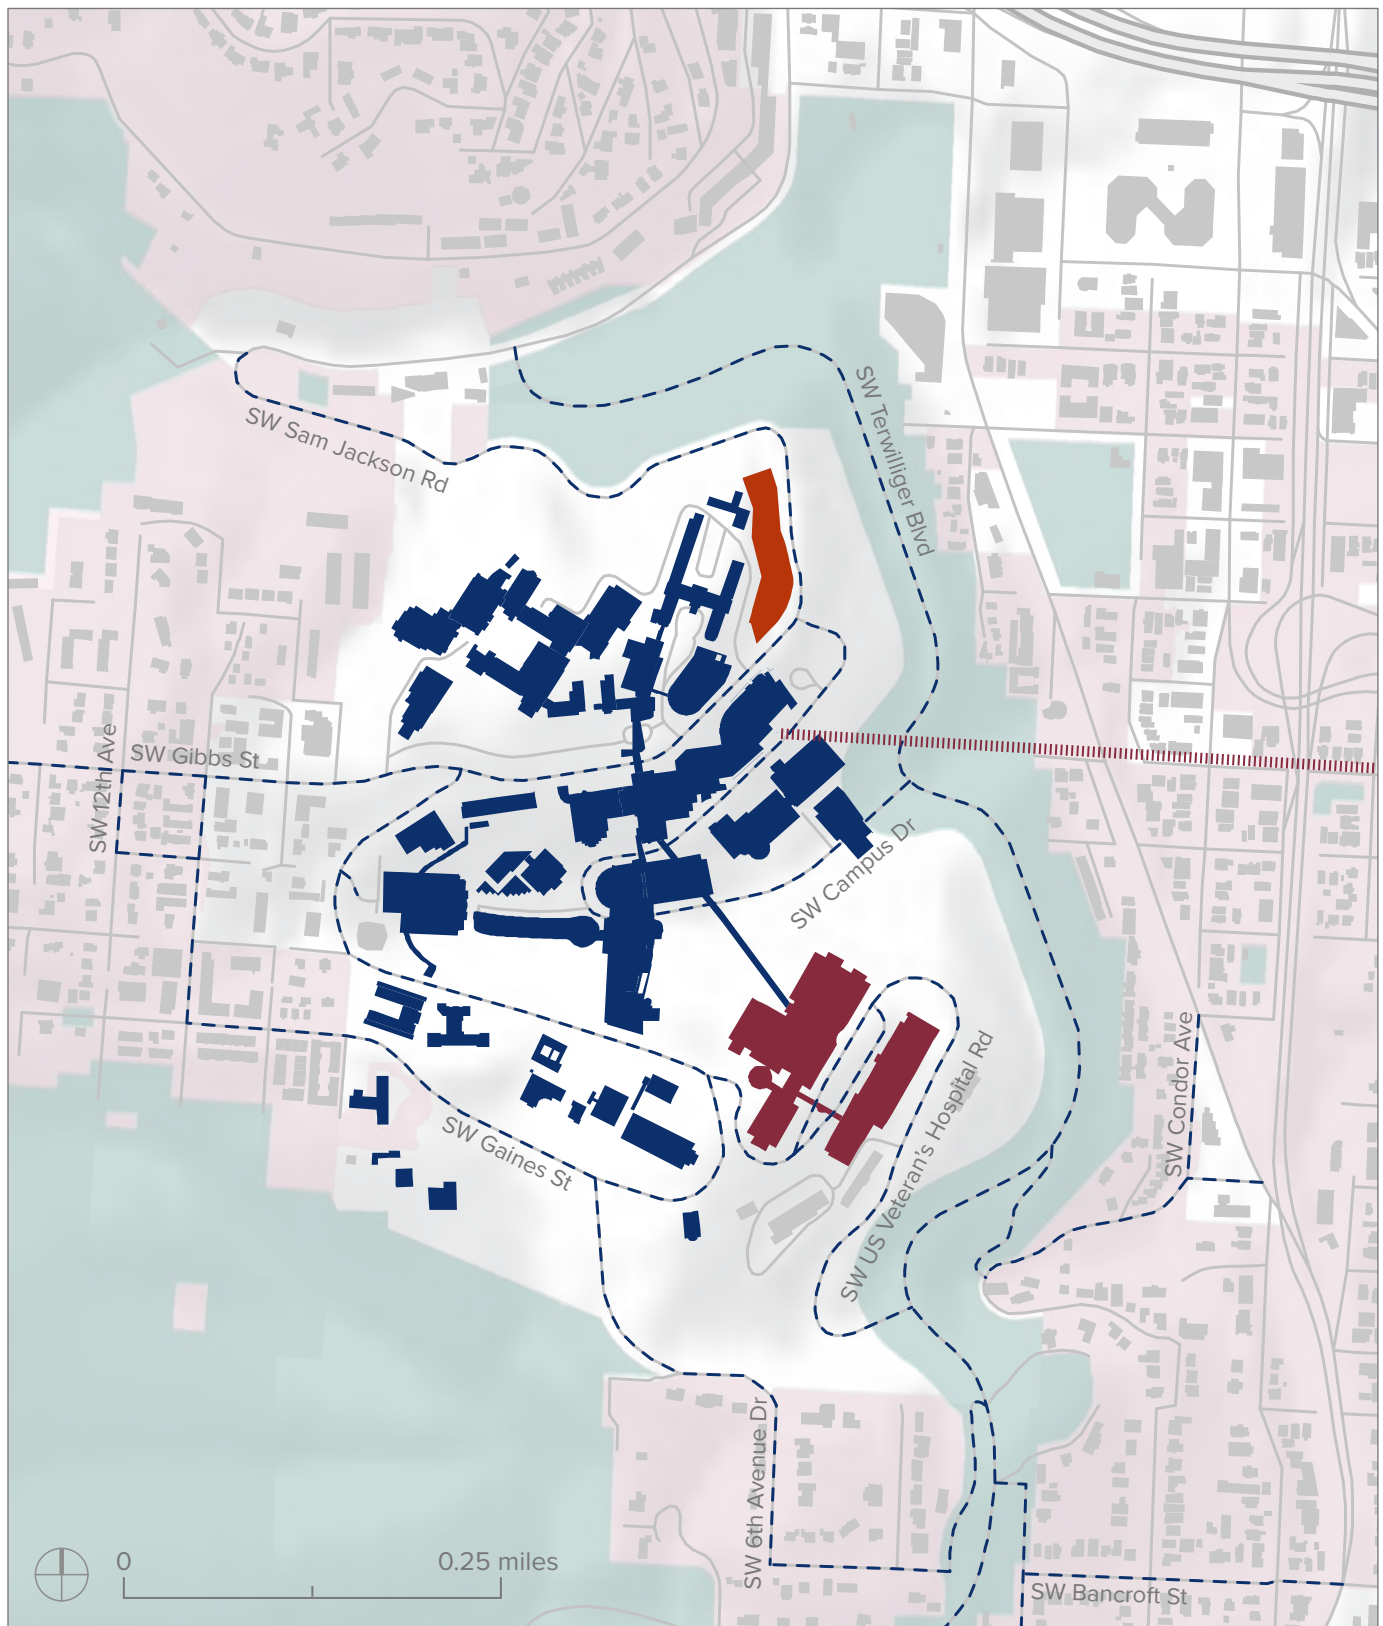 SW Terwilliger Blvd
SW Sam Jackson Rd
SW 12th Ave
SW Gibbs St
SW Campus Dr
SW Condor Ave
SW US Veteran's Hospital Rd
SW Gaines St
SW 6th Avenue Dr
0
0.25 miles
SW Bancroft St